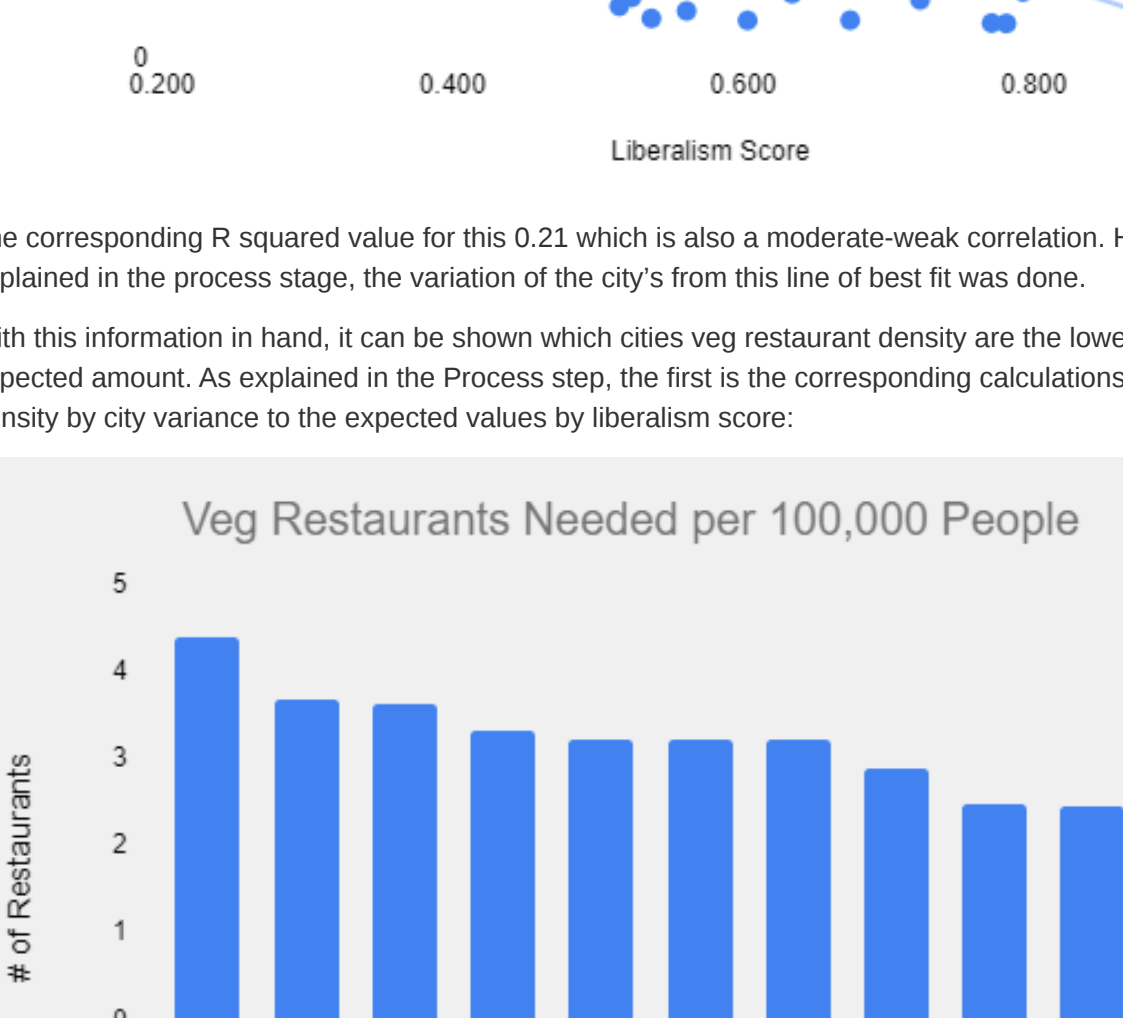 0
0.200 0.400 0.600 0.800
Liberalism Score
he corresponding R squared value for this 0.21 which is also a moderate-weak correlation. H
plained in the process stage, the variation of the city's from this line of best fit was done.
ith this information in hand, it can be shown which cities veg restaurant density are the lowe
pected amount. As explained in the Process step, the first is the corresponding calculations
nsity by city variance to the expected values by liberalism score:
Veg Restaurants Needed per 100,000 People
5
4
3
2
1
0
# of Restaurants